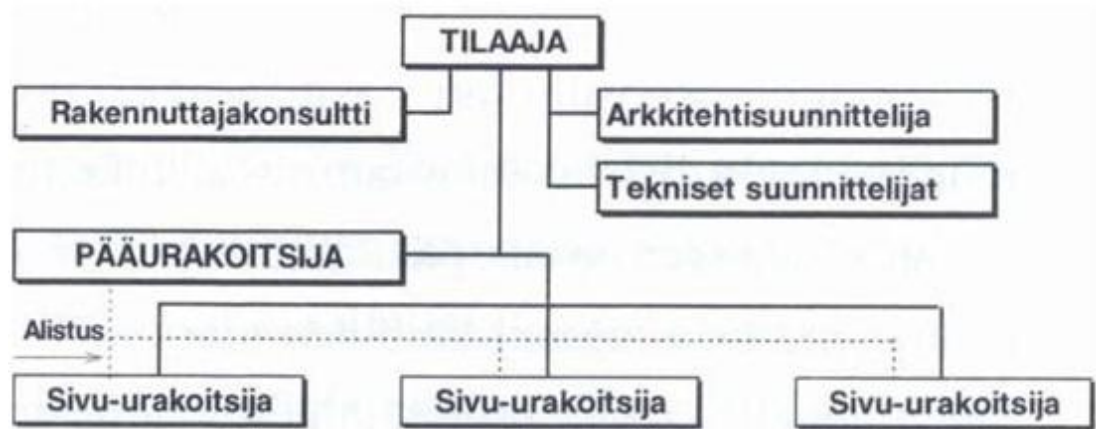 TILAAJA
Rakennuttajakonsultti
Arkkitehtisuunnittelija
Tekniset suunnittelijat
PÄÄURAKOITSIJA
Alistus
Sivu-urakoitsija
Sivu-urakoitsija
Sivu-urakoitsija